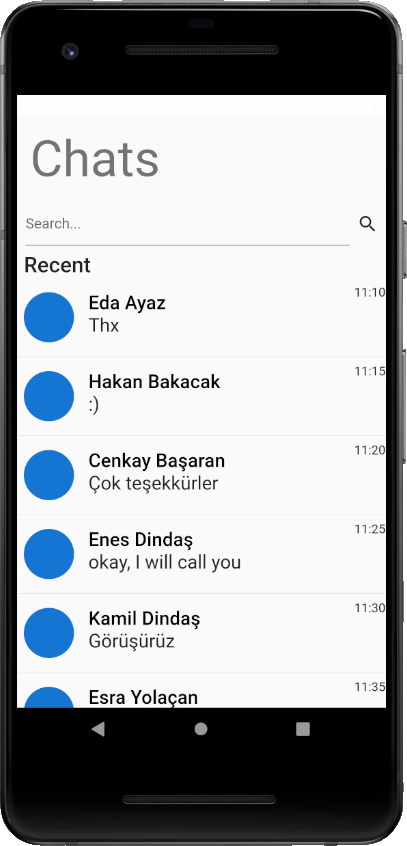 Chats
Search...
Recent
Eda Ayaz 11:10
Thx
Hakan Bakacak 11:15
:)
Cenkay Başaran 11:20
Çok teşekkürler
Enes Dindaş 11:25
okay, I will call you
Kamil Dindaş 11:30
Görüşürüz
Esra Yolaçan 11:35